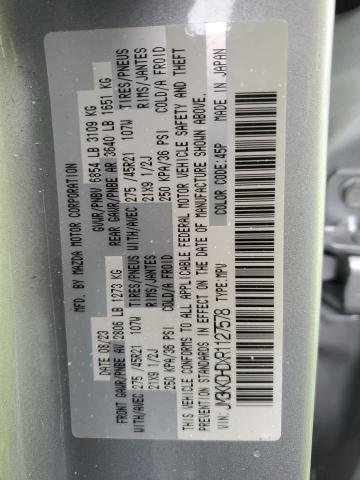 MFD. BY MAZDA MOTOR CORPORATION
DATE 08/23 GVWR/PNBV 6854 LB 3109 KG
FRONT GAWR/PNBE AV 2806 LB 1273 KG REAR GAWR/PNBE AR 3640 LB 1651 KG
WITH/AVEC 275 /45R21 107W TIRES/PNEUS WITH/AVEC 275 /45R21 107W TIRES/PNEUS
21X9 1/2J RIMS/JANTES 21X9 1/2J RIMS/JANTES
250 KPA/36 PSI COLD/A FROID 250 KPA/36 PSI COLD/A FROID
THIS VEHICLE CONFORMS TO ALL APPLICABLE FEDERAL MOTOR VEHICLE SAFETY AND THEFT
PREVENTION STANDARDS IN EFFECT ON THE DATE OF MANUFACTURE SHOWN ABOVE.
VIN: TYPE:MPV COLOR CODE:45P MADE IN JAPAN